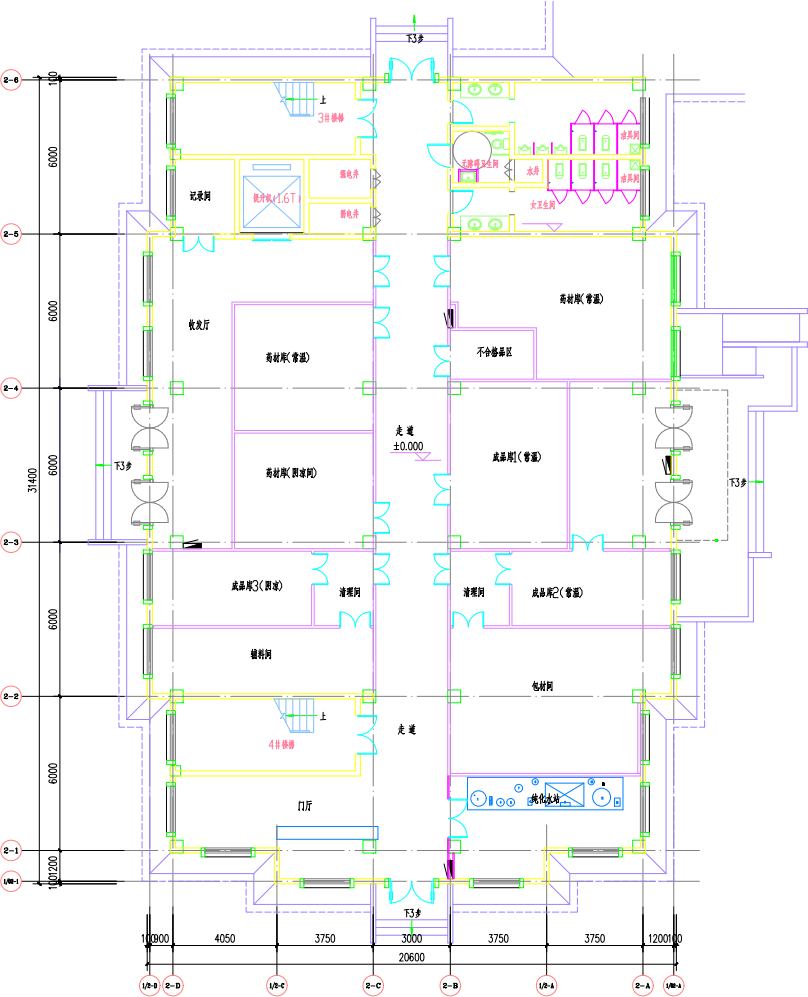 下3步
2-6
100
上
3#楼梯
洁具间
6000
强电井
无障碍卫生间
水井
洁具间
记录间
提升机(1.6T)
弱电井
女卫生间
2-5
6000
收发厅
药材库(常温)
药材库(常温)
不合格品区
2-4
走道
±0.000
6000
31400
下3步
药材库(阴凉间)
成品库1(常温)
下3步
2-3
6000
成品库3(阴凉)
清理间
清理间
成品库2(常温)
辅料间
包材间
2-2
上
走道
4#楼梯
6000
门厅
纯化水站
2-1
1200
100
下3步
100
900
4050
3750
3000
3750
3750
1200
100
20600
1/2-D
2-D
1/2-C
2-C
2-B
1/2-A
2-A